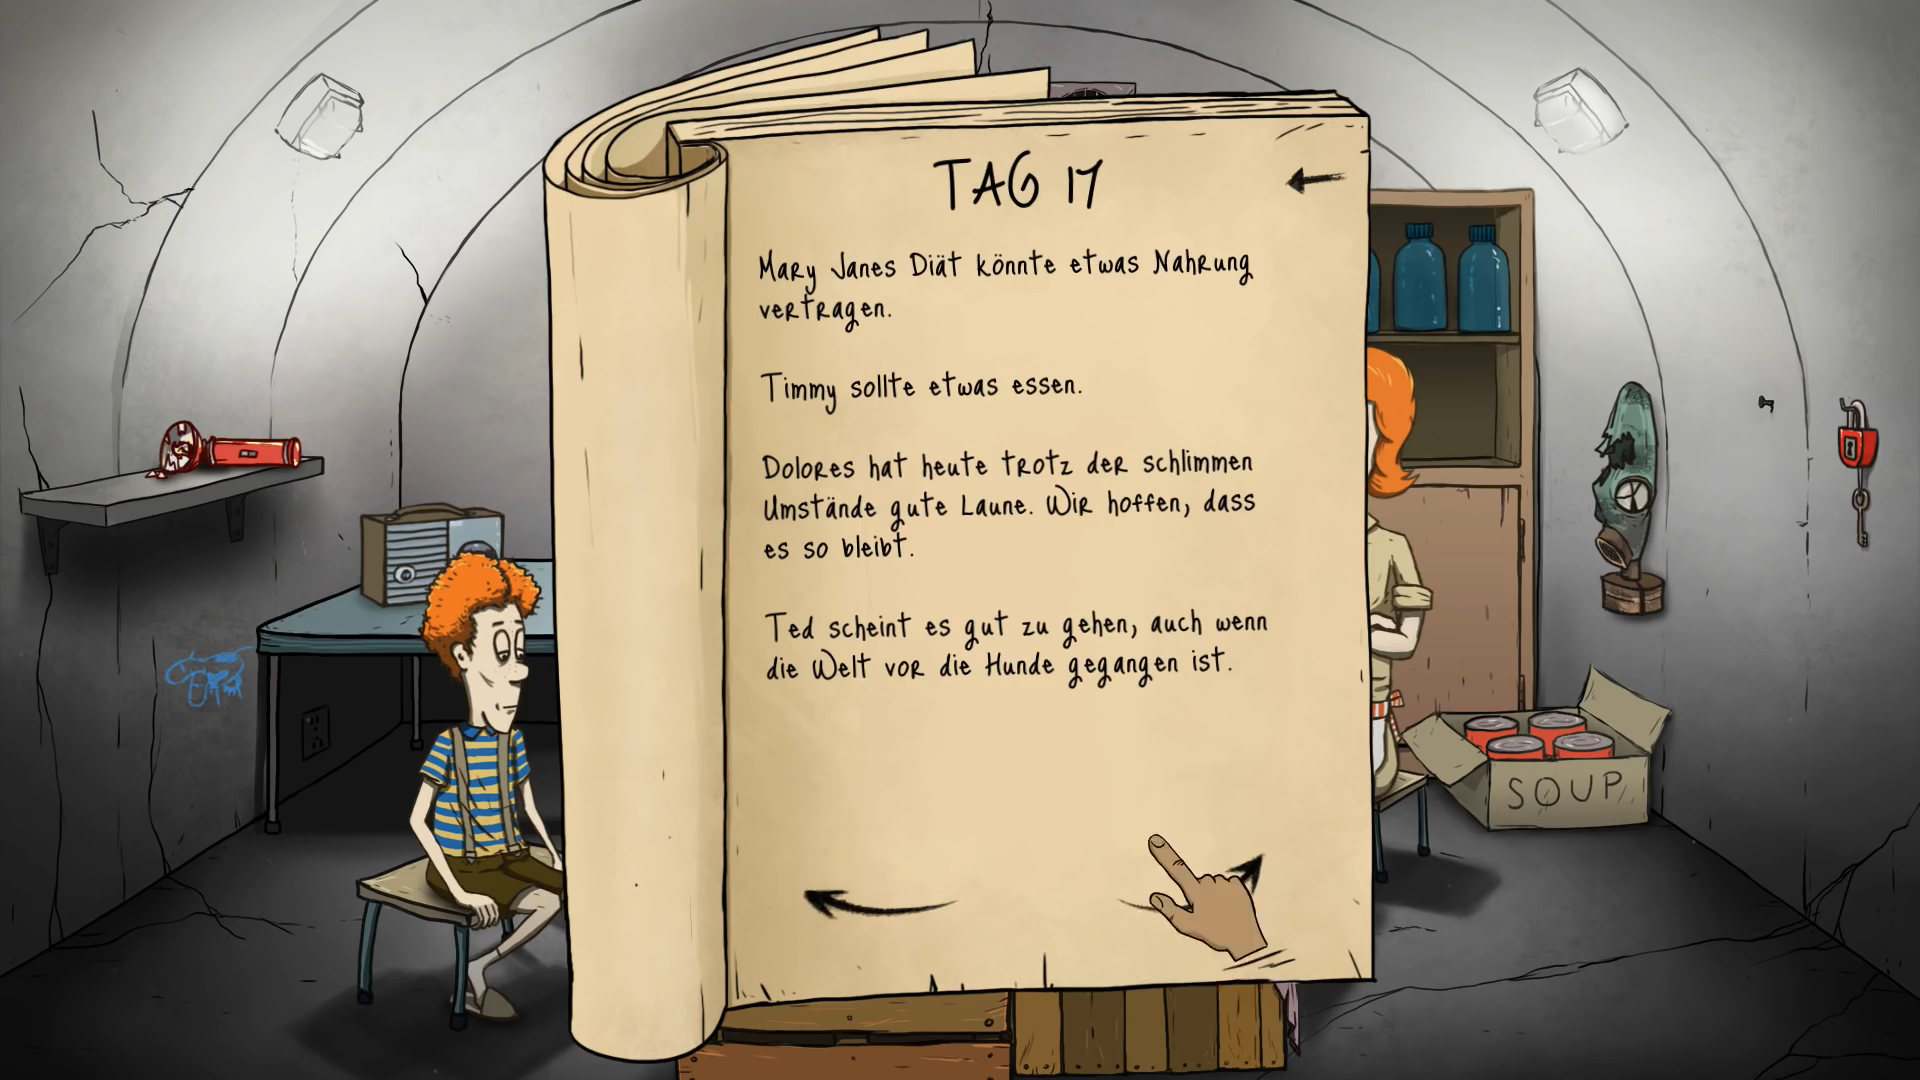 TAG 17
Mary Janes Diät könnte etwas Nahrung
vertragen.
Timmy sollte etwas essen.
Dolores hat heute trotz der schlimmen
Umstände gute Laune. Wir hoffen, dass
es so bleibt.
Ted scheint es gut zu gehen, auch wenn
die Welt vor die Hunde gegangen ist.
SOUP